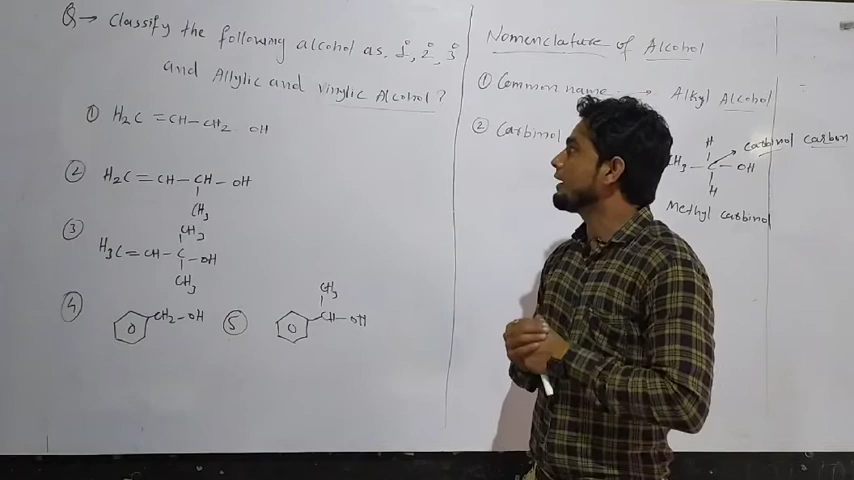 Q→ Classify the following alcohol as. 1°, 2°, 3°
and Allylic and vinylic Alcohol?
① H₂C=CH-CH₂ OH
② H₂C=CH-CH-OH
CH₃
③ CH₃
H₃C=CH-C-OH
CH₃
④ CH₂-OH
⑤ CH₃
CH-OH
Nomenclature of Alcohol
① Common name → Alkyl Alcohol
② Carbinol
H
H₃-C-OH carbinol carbon
H
Methyl carbinol